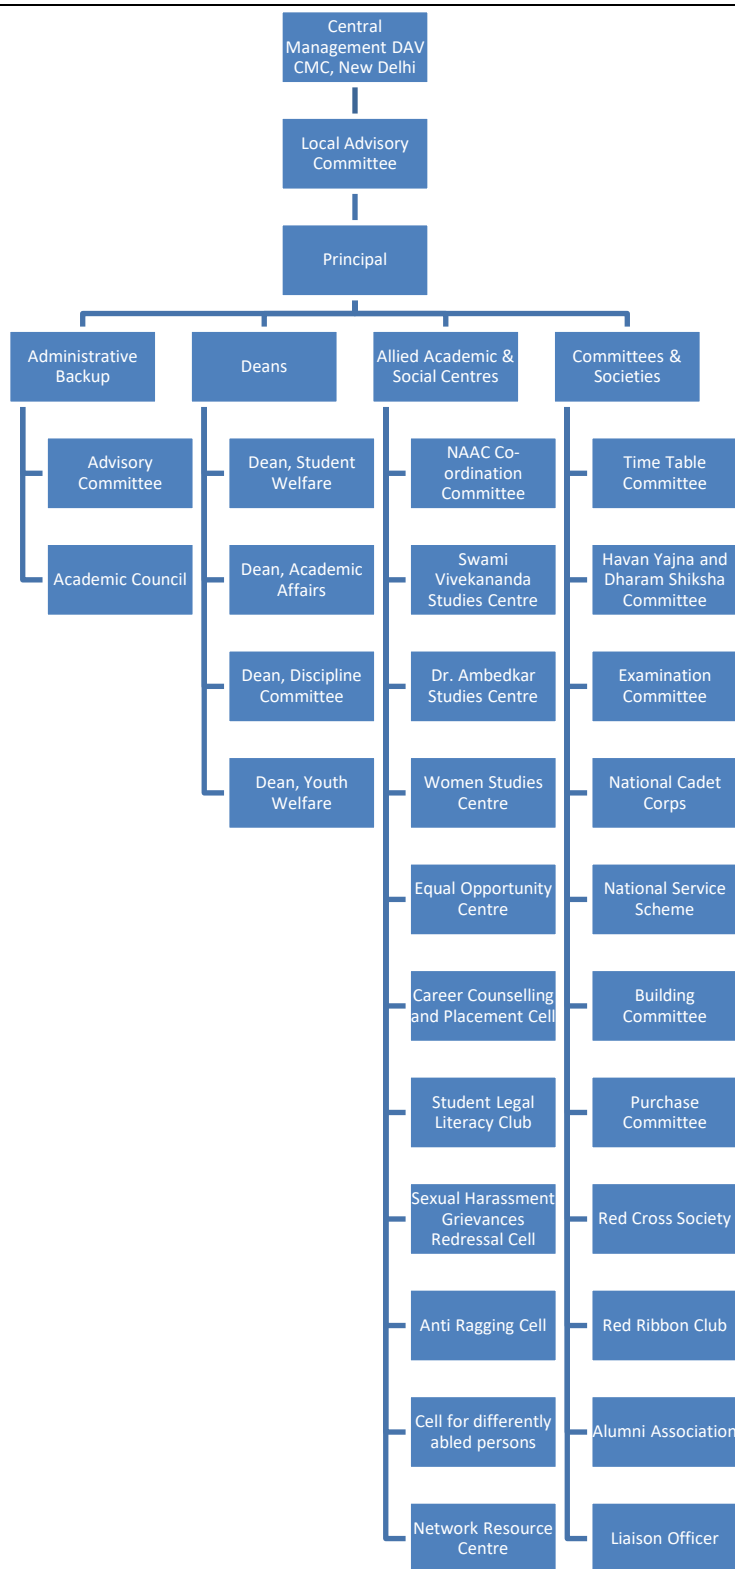 Central
Management DAV
CMC, New Delhi
Local Advisory
Committee
Principal
Administrative
Backup
Advisory
Committee
Academic Council
Deans
Dean, Student
Welfare
Dean, Academic
Affairs
Dean, Discipline
Committee
Dean, Youth
Welfare
Allied Academic &
Social Centres
NAAC Co-
ordination
Committee
Swami
Vivekananda
Studies Centre
Dr. Ambedkar
Studies Centre
Women Studies
Centre
Equal Opportunity
Centre
Career Counselling
and Placement Cell
Student Legal
Literacy Club
Sexual Harassment
Grievances
Redressal Cell
Anti Ragging Cell
Cell for differently
abled persons
Network Resource
Centre
Committees &
Societies
Time Table
Committee
Havan Yajna and
Dharam Shiksha
Committee
Examination
Committee
National Cadet
Corps
National Service
Scheme
Building
Committee
Purchase
Committee
Red Cross Society
Red Ribbon Club
Alumni Association
Liaison Officer